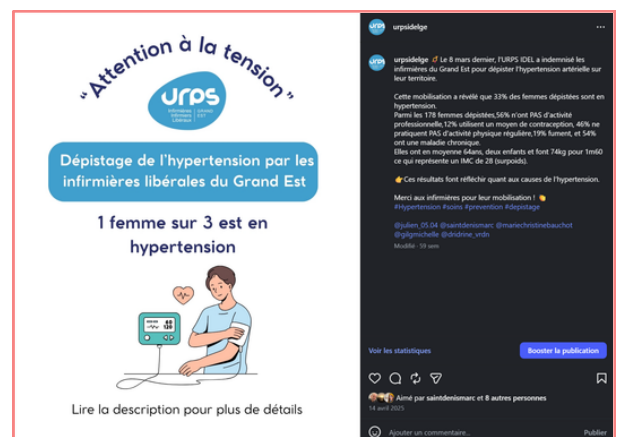 “Attention à la tension”
urps
INFIRMIÈRES
INFIRMIERS
LIBÉRAUX
GRAND
EST
Dépistage de l'hypertension par les
infirmières libérales du Grand Est
1 femme sur 3 est en
hypertension
Lire la description pour plus de détails
urpsidelge
urpsidelge Le 8 mars dernier, l'URPS IDEL a indemnisé les
infirmières du Grand Est pour dépister l'hypertension artérielle sur
leur territoire.
Cette mobilisation a révélé que 33% des femmes dépistées sont en
hypertension.
Parmi les 178 femmes dépistées,56% n'ont PAS d'activité
professionnelle,12% utilisent un moyen de contraception, 46% ne
pratiquent PAS d'activité physique régulière,19% fument, et 54%
ont une maladie chronique.
Elles ont en moyenne 64ans, deux enfants et font 74kg pour 1m60
ce qui représente un IMC de 28 (surpoids).
👉Ces résultats font réfléchir quant aux causes de l'hypertension.
Merci aux infirmières pour leur mobilisation ! 👏
#Hypertension #soins #prevention #depistage
@julien_05.04 @saintdenismarc @mariechristinebauchot
@gilgmichelle @dridrine_vrdn
Modifié · 19 sem
Voir les statistiques
Booster la publication
Aimé par saintdenismarc et 8 autres personnes
14 avril 2025
Ajouter un commentaire...
Publier